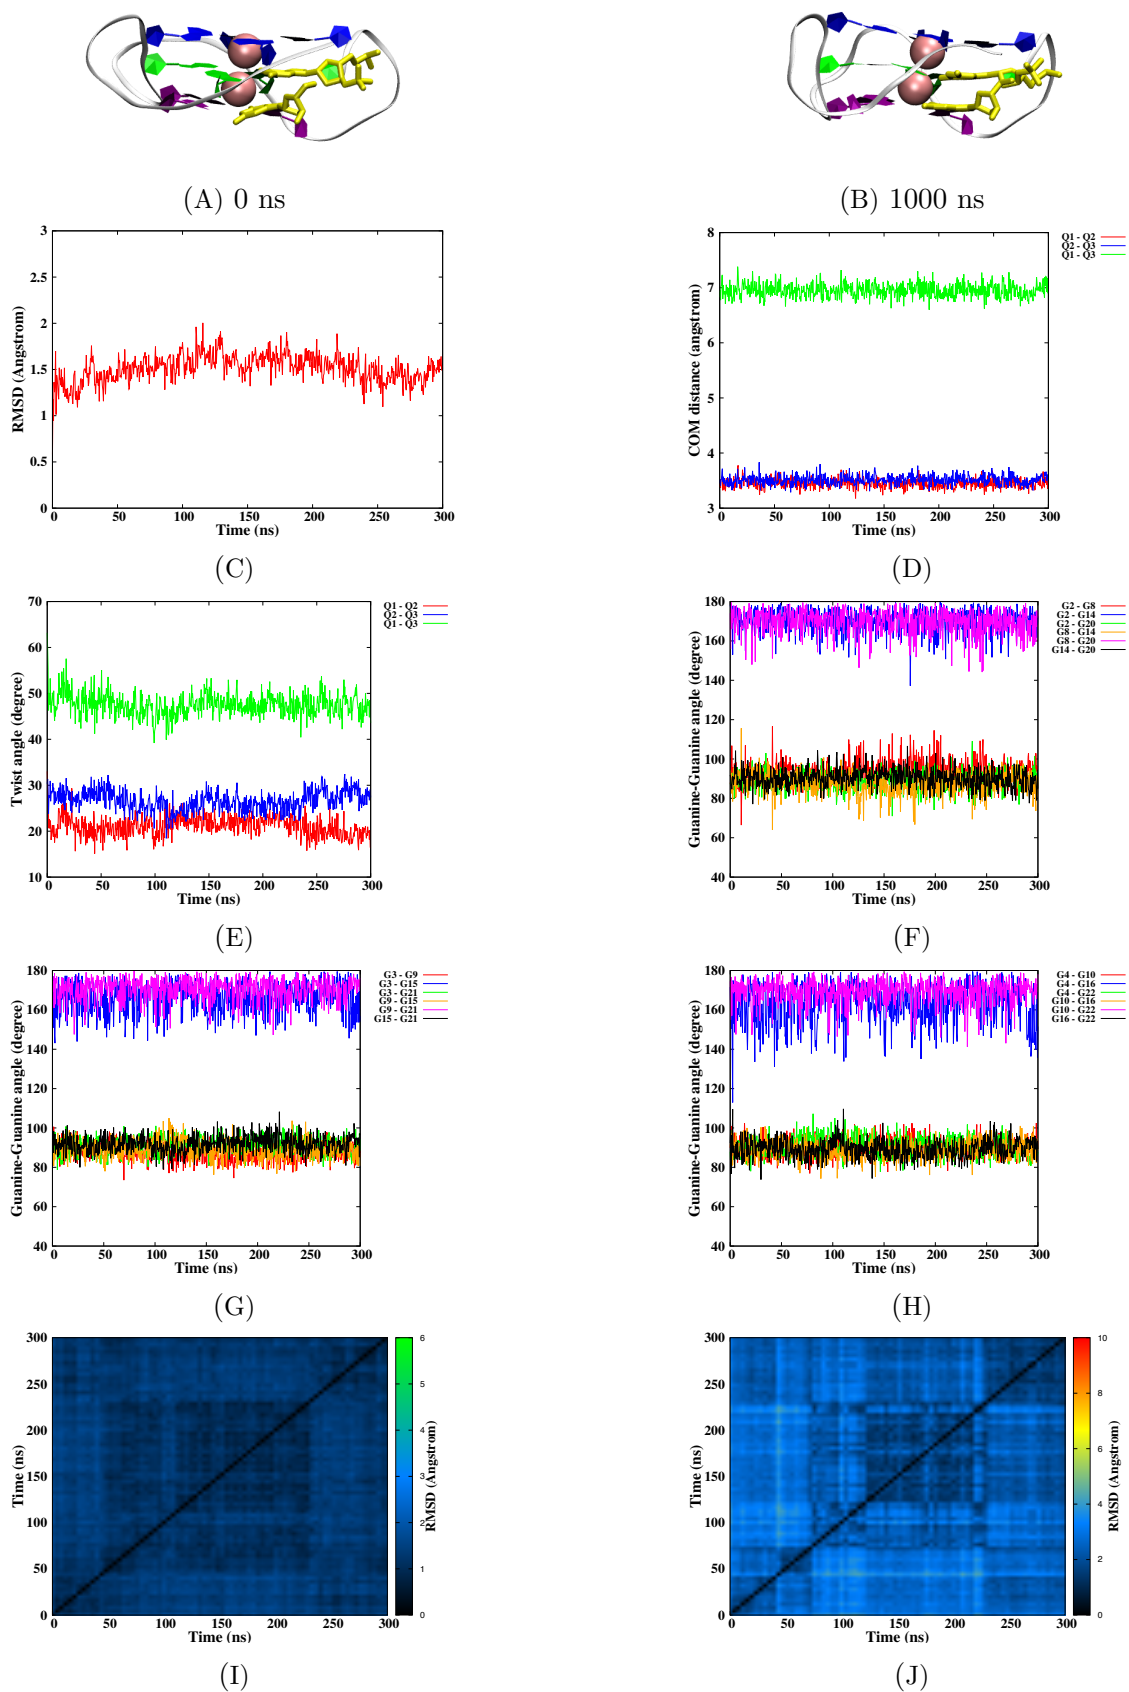 (A) 0 ns
(B) 1000 ns
3
2.5
2
1.5
1
0.5
0
RMSD (Angstrom)
0 50 100 150 200 250 300
Time (ns)
(C)
8
7
6
5
4
3
COM distance (angstrom)
0 50 100 150 200 250 300
Time (ns)
Q1 - Q2
Q2 - Q3
Q1 - Q3
(D)
70
60
50
40
30
20
10
Twist angle (degree)
0 50 100 150 200 250 300
Time (ns)
Q1 - Q2
Q2 - Q3
Q1 - Q3
(E)
180
160
140
120
100
80
60
40
Guanine-Guanine angle (degree)
0 50 100 150 200 250 300
Time (ns)
G2 - G8
G2 - G14
G2 - G20
G8 - G14
G8 - G20
G14 - G20
(F)
180
160
140
120
100
80
60
40
Guanine-Guanine angle (degree)
0 50 100 150 200 250 300
Time (ns)
G3 - G9
G3 - G15
G3 - G21
G9 - G15
G9 - G21
G15 - G21
(G)
180
160
140
120
100
80
60
40
Guanine-Guanine angle (degree)
0 50 100 150 200 250 300
Time (ns)
G4 - G10
G4 - G16
G4 - G22
G10 - G16
G10 - G22
G16 - G22
(H)
300
250
200
150
100
50
0
Time (ns)
0 50 100 150 200 250 300
Time (ns)
6
5
4
3
2
1
0
RMSD (Angstrom)
(I)
300
250
200
150
100
50
0
Time (ns)
0 50 100 150 200 250 300
Time (ns)
10
8
6
4
2
0
RMSD (Angstrom)
(J)